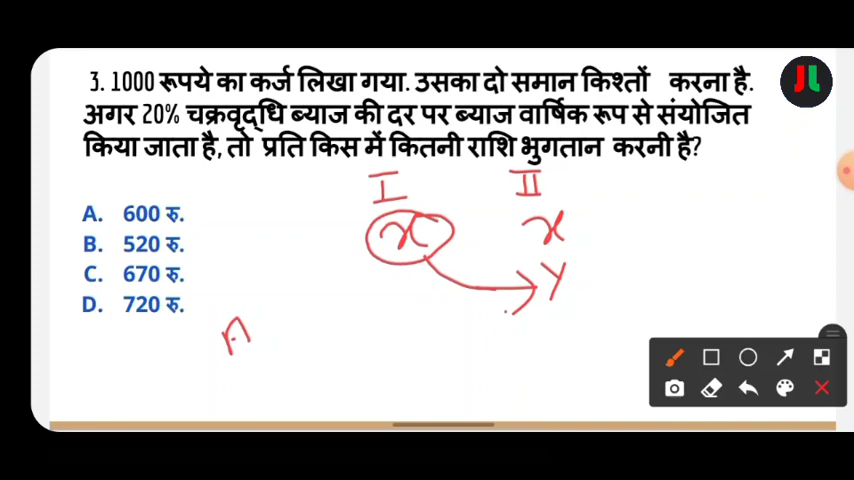 3. 1000 रूपये का कर्ज लिखा गया. उसका दो समान किश्तों करना है.
अगर 20% चक्रवृद्धि ब्याज की दर पर ब्याज वार्षिक रूप से संयोजित
किया जाता है, तो प्रति किस में कितनी राशि भुगतान करनी है?
I II
A. 600 रु.
x x
B. 520 रु.
C. 670 रु.
Y
D. 720 रु.
A
JL